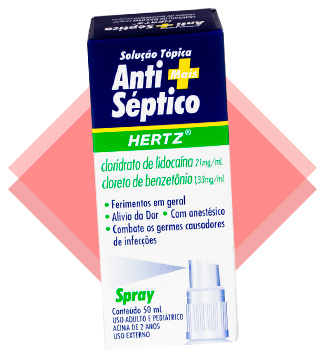 Solução Tópica
Anti
Mais
Séptico
HERTZ®
cloridrato de lidocaína 21mg/mL
cloreto de benzetônio 1,33mg/mL
• Ferimentos em geral
• Alivio da Dor • Com anestésico
• Combate os germes causadores
de infecções
Spray
Conteúdo 50 mL
USO ADULTO E PEDIÁTRICO
ACIMA DE 2 ANOS
USO EXTERNO